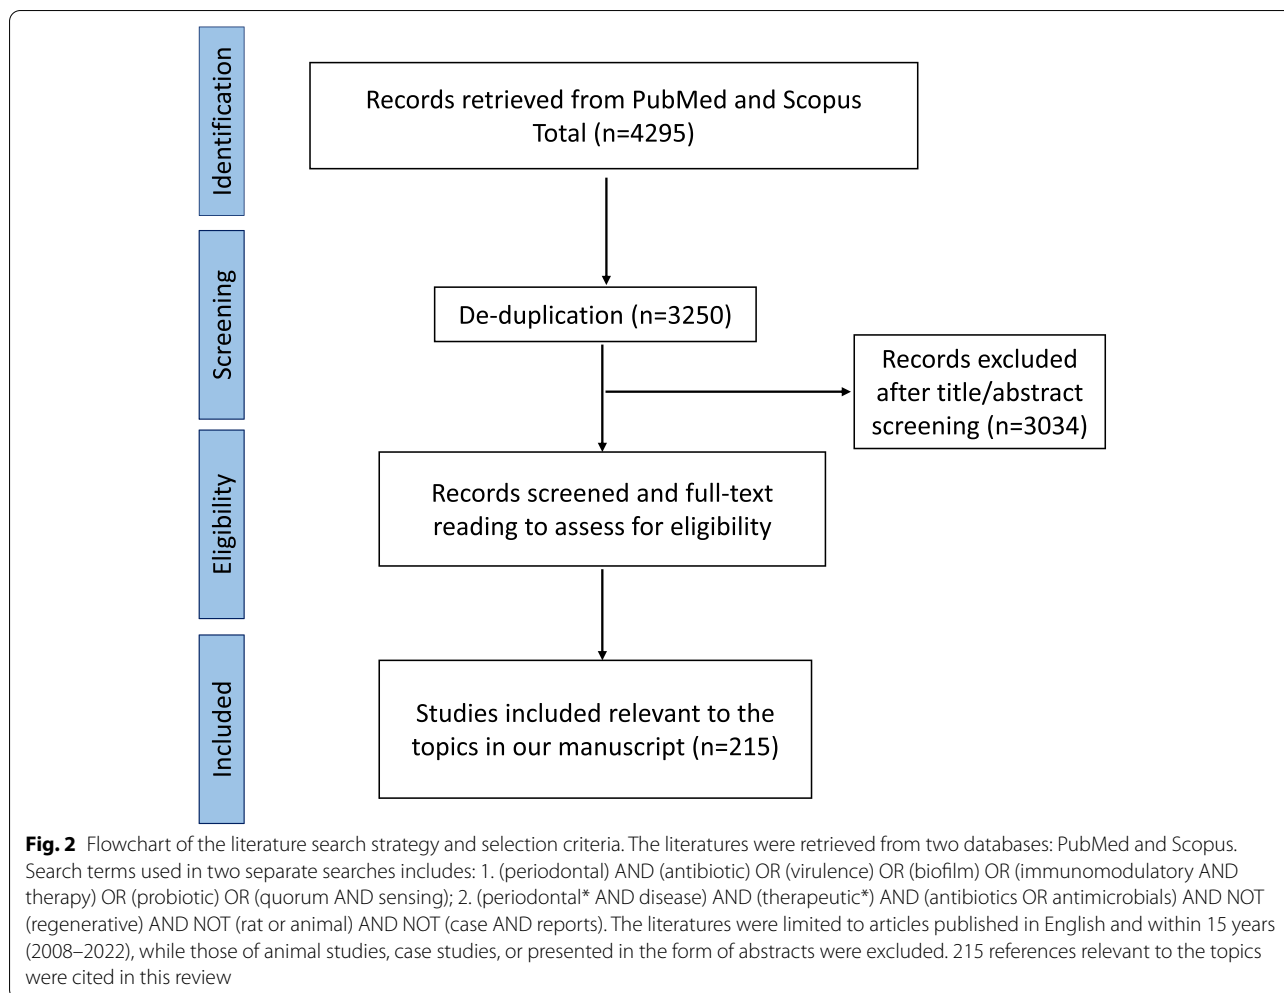 Identification
Records retrieved from PubMed and Scopus
Total (n=4295)
Screening
De-duplication (n=3250)
Records excluded
after title/abstract
screening (n=3034)
Eligibility
Records screened and full-text
reading to assess for eligibility
Included
Studies included relevant to the
topics in our manuscript (n=215)
Fig. 2 Flowchart of the literature search strategy and selection criteria. The literatures were retrieved from two databases: PubMed and Scopus.
Search terms used in two separate searches includes: 1. (periodontal) AND (antibiotic) OR (virulence) OR (biofilm) OR (immunomodulatory AND
therapy) OR (probiotic) OR (quorum AND sensing); 2. (periodontal* AND disease) AND (therapeutic*) AND (antibiotics OR antimicrobials) AND NOT
(regenerative) AND NOT (rat or animal) AND NOT (case AND reports). The literatures were limited to articles published in English and within 15 years
(2008–2022), while those of animal studies, case studies, or presented in the form of abstracts were excluded. 215 references relevant to the topics
were cited in this review